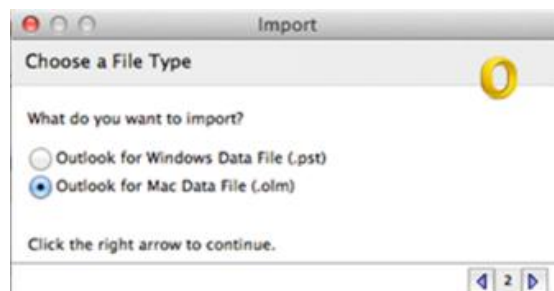 Import
Choose a File Type
What do you want to import?
Outlook for Windows Data File (.pst)
Outlook for Mac Data File (.olm)
Click the right arrow to continue.
2